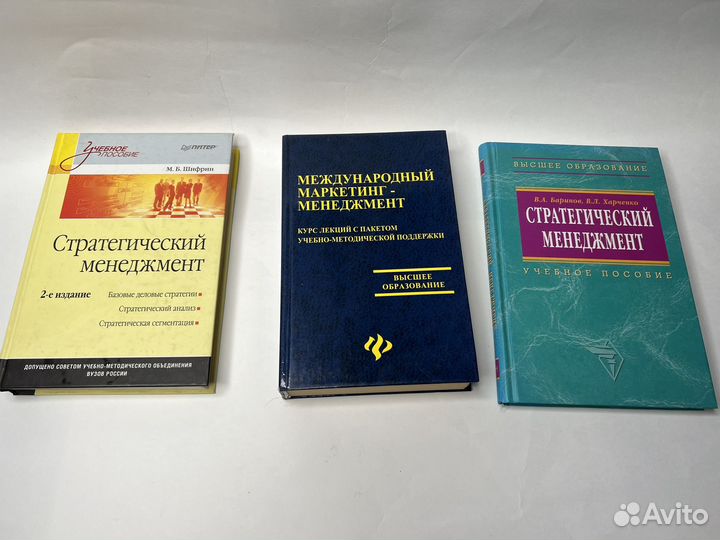 Учебное
пособие
ПИТЕР
М. Б. Шифрин
Стратегический
менеджмент
2-е издание
Базовые деловые стратегии
Стратегический анализ
Стратегическая сегментация
ДОПУЩЕНО СОВЕТОМ УЧЕБНО-МЕТОДИЧЕСКОГО ОБЪЕДИНЕНИЯ
ВУЗОВ РОССИИ
МЕЖДУНАРОДНЫЙ
МАРКЕТИНГ -
МЕНЕДЖМЕНТ
КУРС ЛЕКЦИЙ С ПАКЕТОМ
УЧЕБНО-МЕТОДИЧЕСКОЙ ПОДДЕРЖКИ
ВЫСШЕЕ
ОБРАЗОВАНИЕ
ВЫСШЕЕ ОБРАЗОВАНИЕ
В.А. Баринов, В.Л. Харченко
СТРАТЕГИЧЕСКИЙ
МЕНЕДЖМЕНТ
УЧЕБНОЕ ПОСОБИЕ
Avito